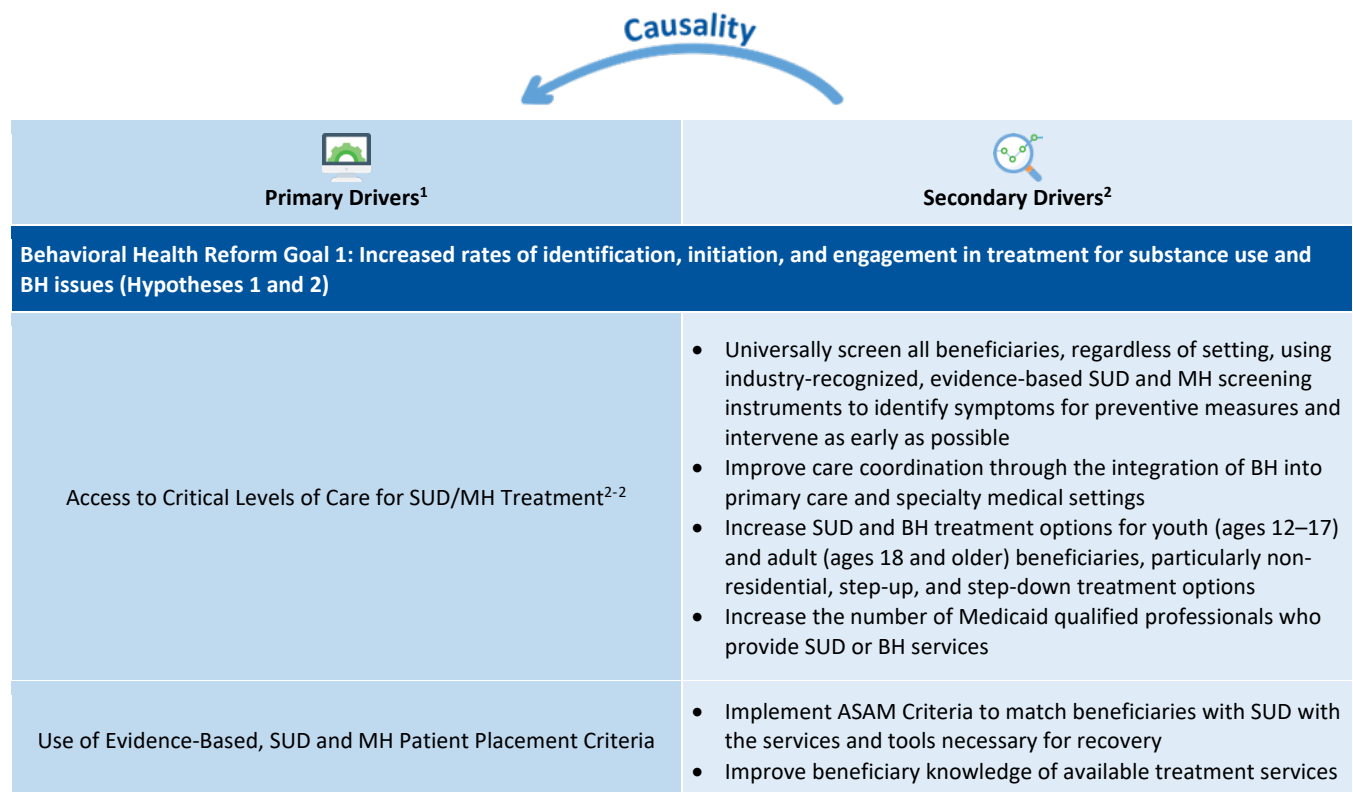 Causality
Primary Drivers1
Secondary Drivers2
Behavioral Health Reform Goal 1: Increased rates of identification, initiation, and engagement in treatment for substance use and
BH issues (Hypotheses 1 and 2)
Access to Critical Levels of Care for SUD/MH Treatment2-2
• Universally screen all beneficiaries, regardless of setting, using
industry-recognized, evidence-based SUD and MH screening
instruments to identify symptoms for preventive measures and
intervene as early as possible
• Improve care coordination through the integration of BH into
primary care and specialty medical settings
• Increase SUD and BH treatment options for youth (ages 12–17)
and adult (ages 18 and older) beneficiaries, particularly non-
residential, step-up, and step-down treatment options
• Increase the number of Medicaid qualified professionals who
provide SUD or BH services
Use of Evidence-Based, SUD and MH Patient Placement Criteria
• Implement ASAM Criteria to match beneficiaries with SUD with
the services and tools necessary for recovery
• Improve beneficiary knowledge of available treatment services